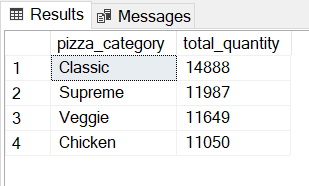 Results Messages
pizza_category total_quantity
1 Classic 14888
2 Supreme 11987
3 Veggie 11649
4 Chicken 11050